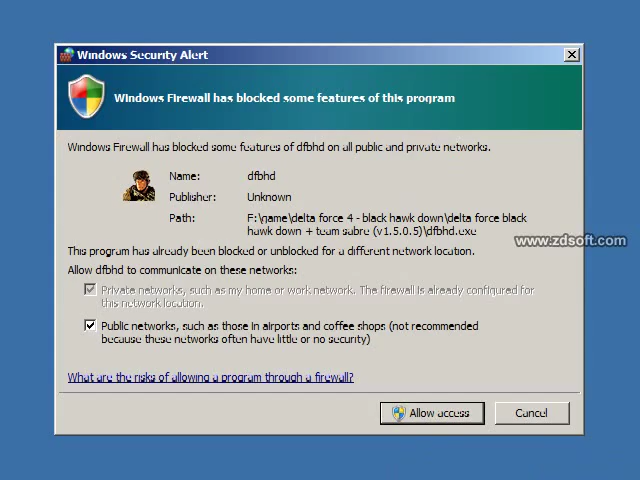 Windows Security Alert
Windows Firewall has blocked some features of this program
Windows Firewall has blocked some features of dfbhd on all public and private networks.
Name: dfbhd
Publisher: Unknown
Path: F:\game\delta force 4 - black hawk down\delta force black
hawk down + team sabre (v1.5.0.5)\dfbhd.exe
www.zdsoft.com
This program has already been blocked or unblocked for a different network location.
Allow dfbhd to communicate on these networks:
Private networks, such as my home or work network. The firewall is already configured for
this network location.
Public networks, such as those in airports and coffee shops (not recommended
because these networks often have little or no security)
What are the risks of allowing a program through a firewall?
Allow access Cancel